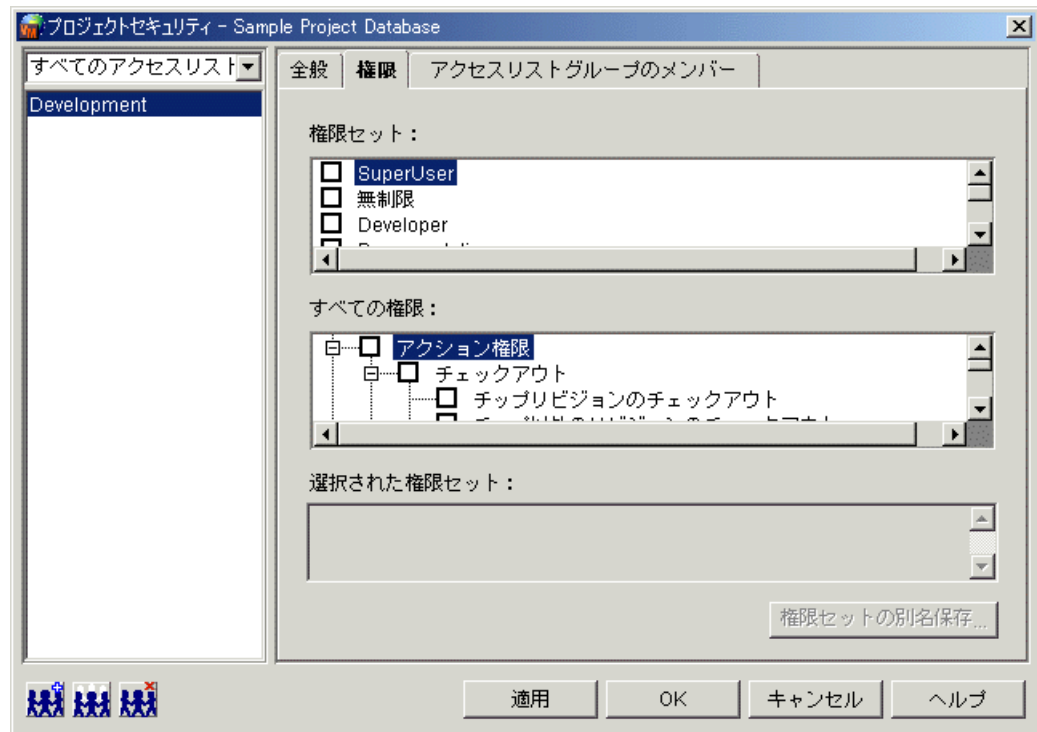 プロジェクトセキュリティ – Sample Project Database
すべてのアクセスリスト
Development
全般
権限
アクセスリストグループのメンバー
権限セット：
SuperUser
無制限
Developer
すべての権限：
アクション権限
チェックアウト
チップリビジョンのチェックアウト
選択された権限セット：
権限セットの別名保存...
適用
OK
キャンセル
ヘルプ